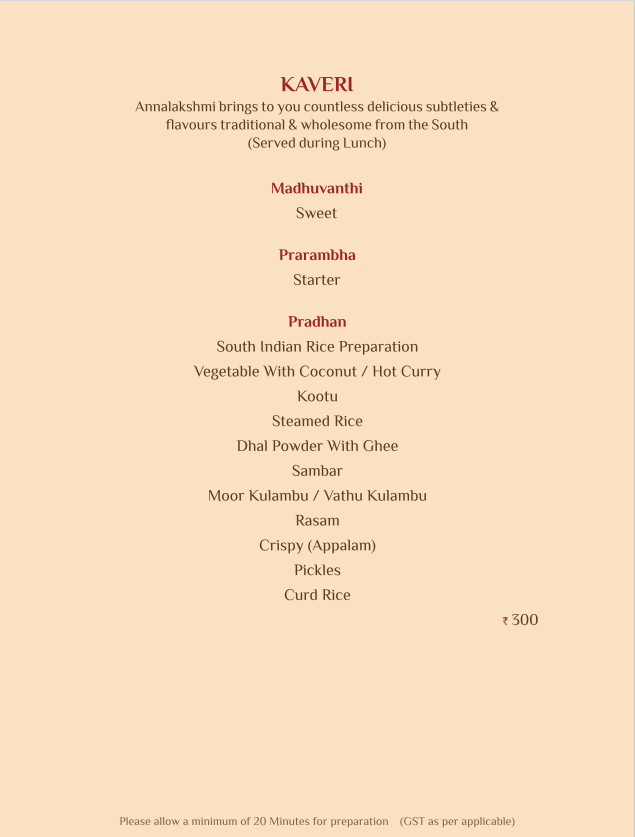 KAVERI
Annalakshmi brings to you countless delicious subtleties &
flavours traditional & wholesome from the South
(Served during Lunch)
Madhuvanthi
Sweet
Prarambha
Starter
Pradhan
South Indian Rice Preparation
Vegetable With Coconut / Hot Curry
Kootu
Steamed Rice
Dhal Powder With Ghee
Sambar
Moor Kulambu / Vathu Kulambu
Rasam
Crispy (Appalam)
Pickles
Curd Rice
₹ 300
Please allow a minimum of 20 Minutes for preparation (GST as per applicable)